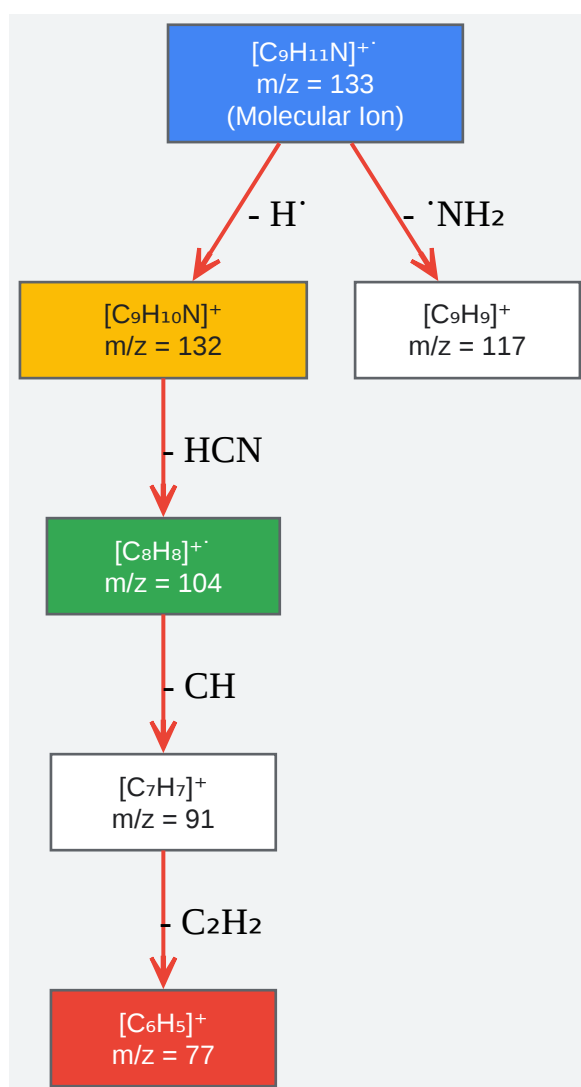 [C₉H₁₁N]⁺˙
m/z = 133
(Molecular Ion)
- H˙
- ˙NH₂
[C₉H₁₀N]⁺
m/z = 132
[C₉H₉]⁺
m/z = 117
- HCN
[C₈H₈]⁺˙
m/z = 104
- CH
[C₇H₇]⁺
m/z = 91
- C₂H₂
[C₆H₅]⁺
m/z = 77